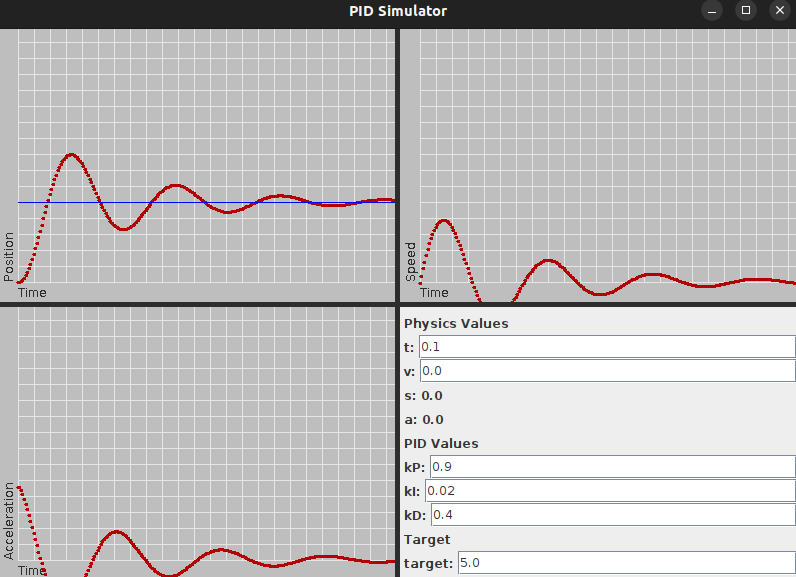 PID Simulator
Position
Time
Speed
Time
Acceleration
Time
Physics Values
t: 0.1
v: 0.0
s: 0.0
a: 0.0
PID Values
kP: 0.9
kI: 0.02
kD: 0.4
Target
target: 5.0